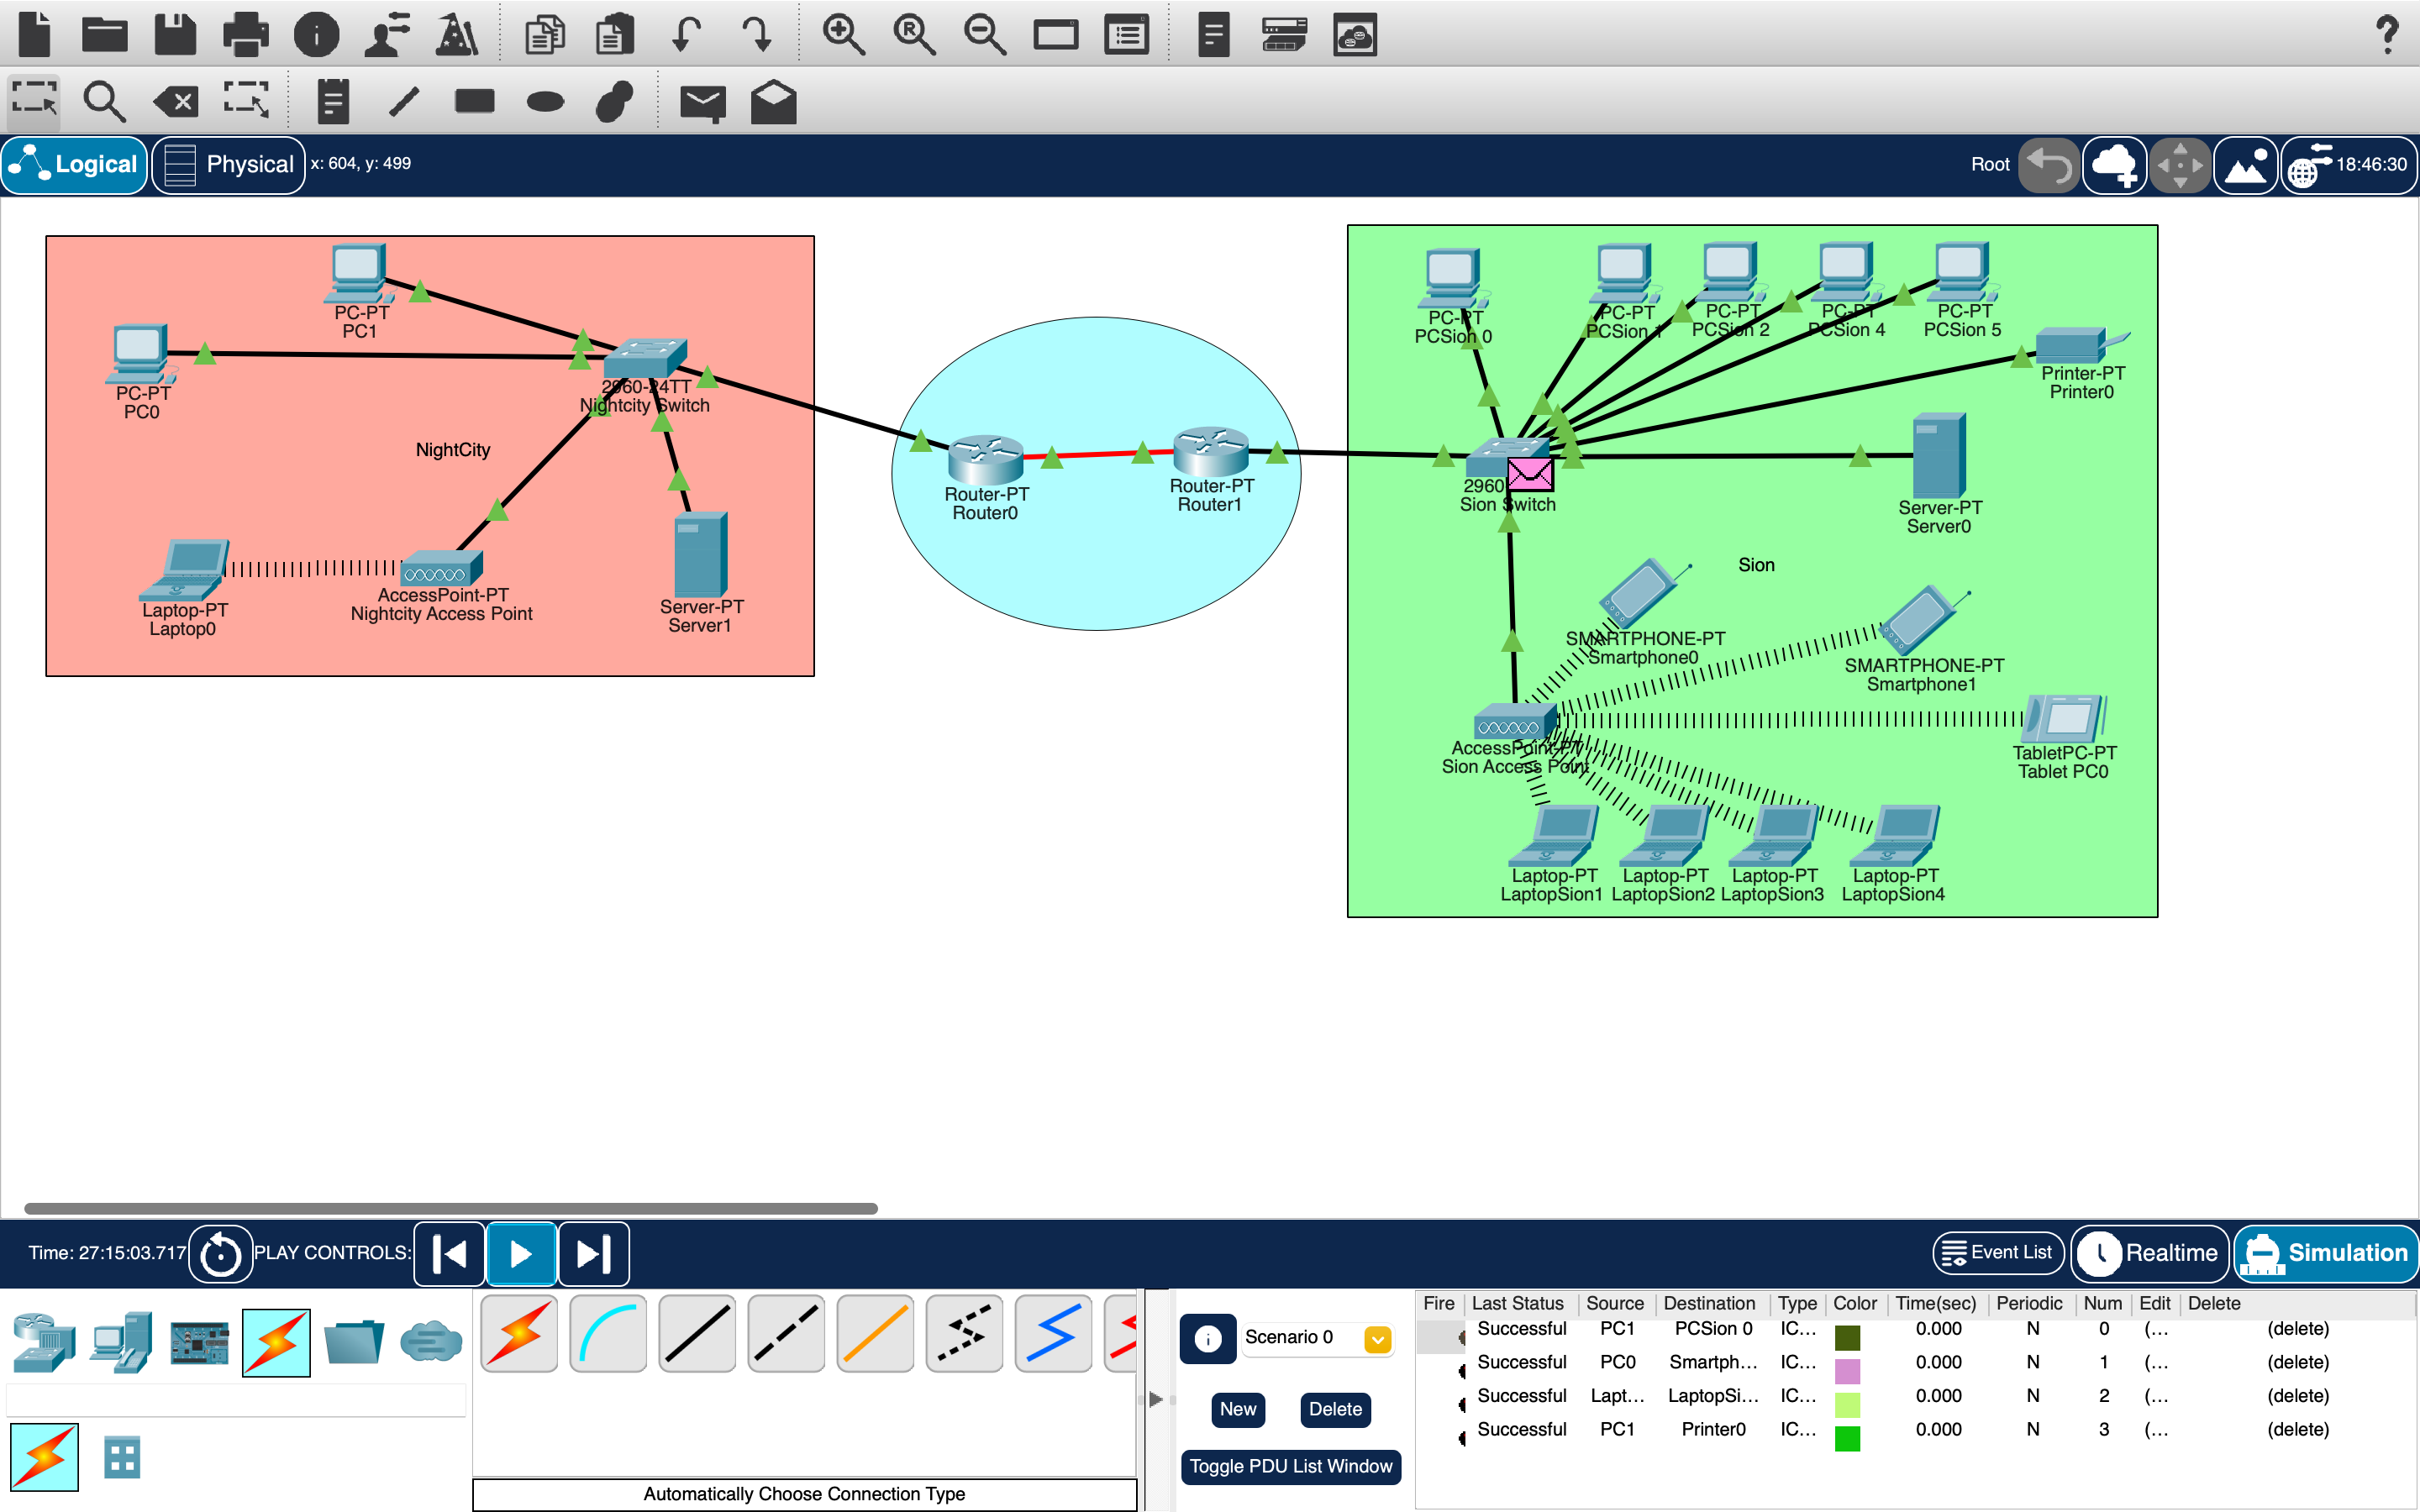 Logical
Physical
x: 604, y: 499
Root
18:46:30
PC-PT
PC1
PC-PT
PC0
2960-24TT
Nightcity Switch
NightCity
Laptop-PT
Laptop0
AccessPoint-PT
Nightcity Access Point
Server-PT
Server1
Router-PT
Router0
Router-PT
Router1
PC-PT
PCSion 0
PC-PT
PCSion 1
PC-PT
PCSion 2
PC-PT
PCSion 4
PC-PT
PCSion 5
Printer-PT
Printer0
2960
Sion Switch
Server-PT
Server0
Sion
SMARTPHONE-PT
Smartphone0
SMARTPHONE-PT
Smartphone1
AccessPoint-PT
Sion Access Point
TabletPC-PT
Tablet PC0
Laptop-PT
LaptopSion1
Laptop-PT
LaptopSion2
Laptop-PT
LaptopSion3
Laptop-PT
LaptopSion4
Time: 27:15:03.717
PLAY CONTROLS:
Event List
Realtime
Simulation
Scenario 0
New
Delete
Toggle PDU List Window
Automatically Choose Connection Type
Fire Last Status Source Destination Type Color Time(sec) Periodic Num Edit Delete
Successful PC1 PCSion 0 IC... 0.000 N 0 (... (delete)
Successful PC0 Smartph... IC... 0.000 N 1 (... (delete)
Successful Lapt... LaptopSi... IC... 0.000 N 2 (... (delete)
Successful PC1 Printer0 IC... 0.000 N 3 (... (delete)